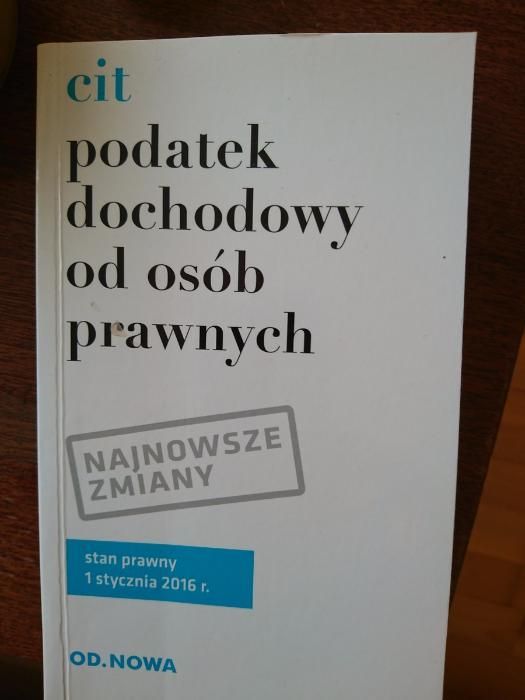 cit
podatek
dochodowy
od osób
prawnych
NAJNOWSZE
ZMIANY
stan prawny
1 stycznia 2016 r.
OD.NOWA